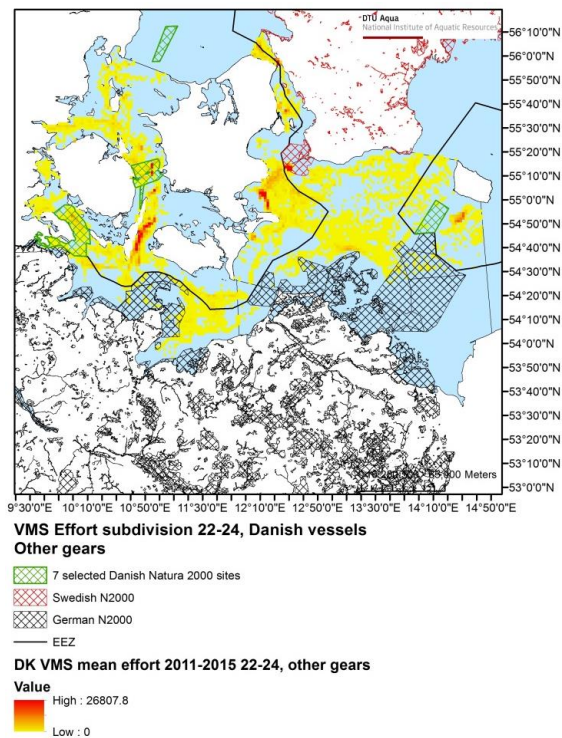 DTU Aqua
National Institute of Aquatic Resources
56°10'0"N
56°0'0"N
55°50'0"N
55°40'0"N
55°30'0"N
55°20'0"N
55°10'0"N
55°0'0"N
54°50'0"N
54°40'0"N
54°30'0"N
54°20'0"N
54°10'0"N
54°0'0"N
53°50'0"N
53°40'0"N
53°30'0"N
53°20'0"N
53°10'0"N
53°0'0"N
Meters
9°30'0"E 10°10'0"E 10°50'0"E 11°30'0"E 12°10'0"E 12°50'0"E 13°30'0"E 14°10'0"E 14°50'0"E
VMS Effort subdivision 22-24, Danish vessels
Other gears
7 selected Danish Natura 2000 sites
Swedish N2000
German N2000
EEZ
DK VMS mean effort 2011-2015 22-24, other gears
Value
High : 26807.8
Low : 0